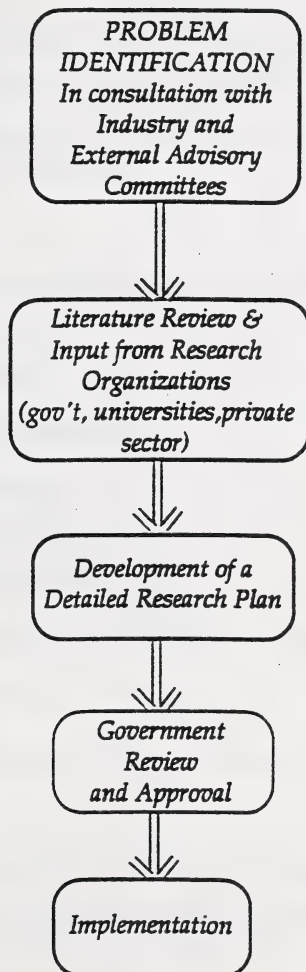 PROBLEM
IDENTIFICATION
In consultation with
Industry and
External Advisory
Committees
Literature Review &
Input from Research
Organizations
(gov't, universities,private
sector)
Development of a
Detailed Research Plan
Government
Review
and Approval
Implementation